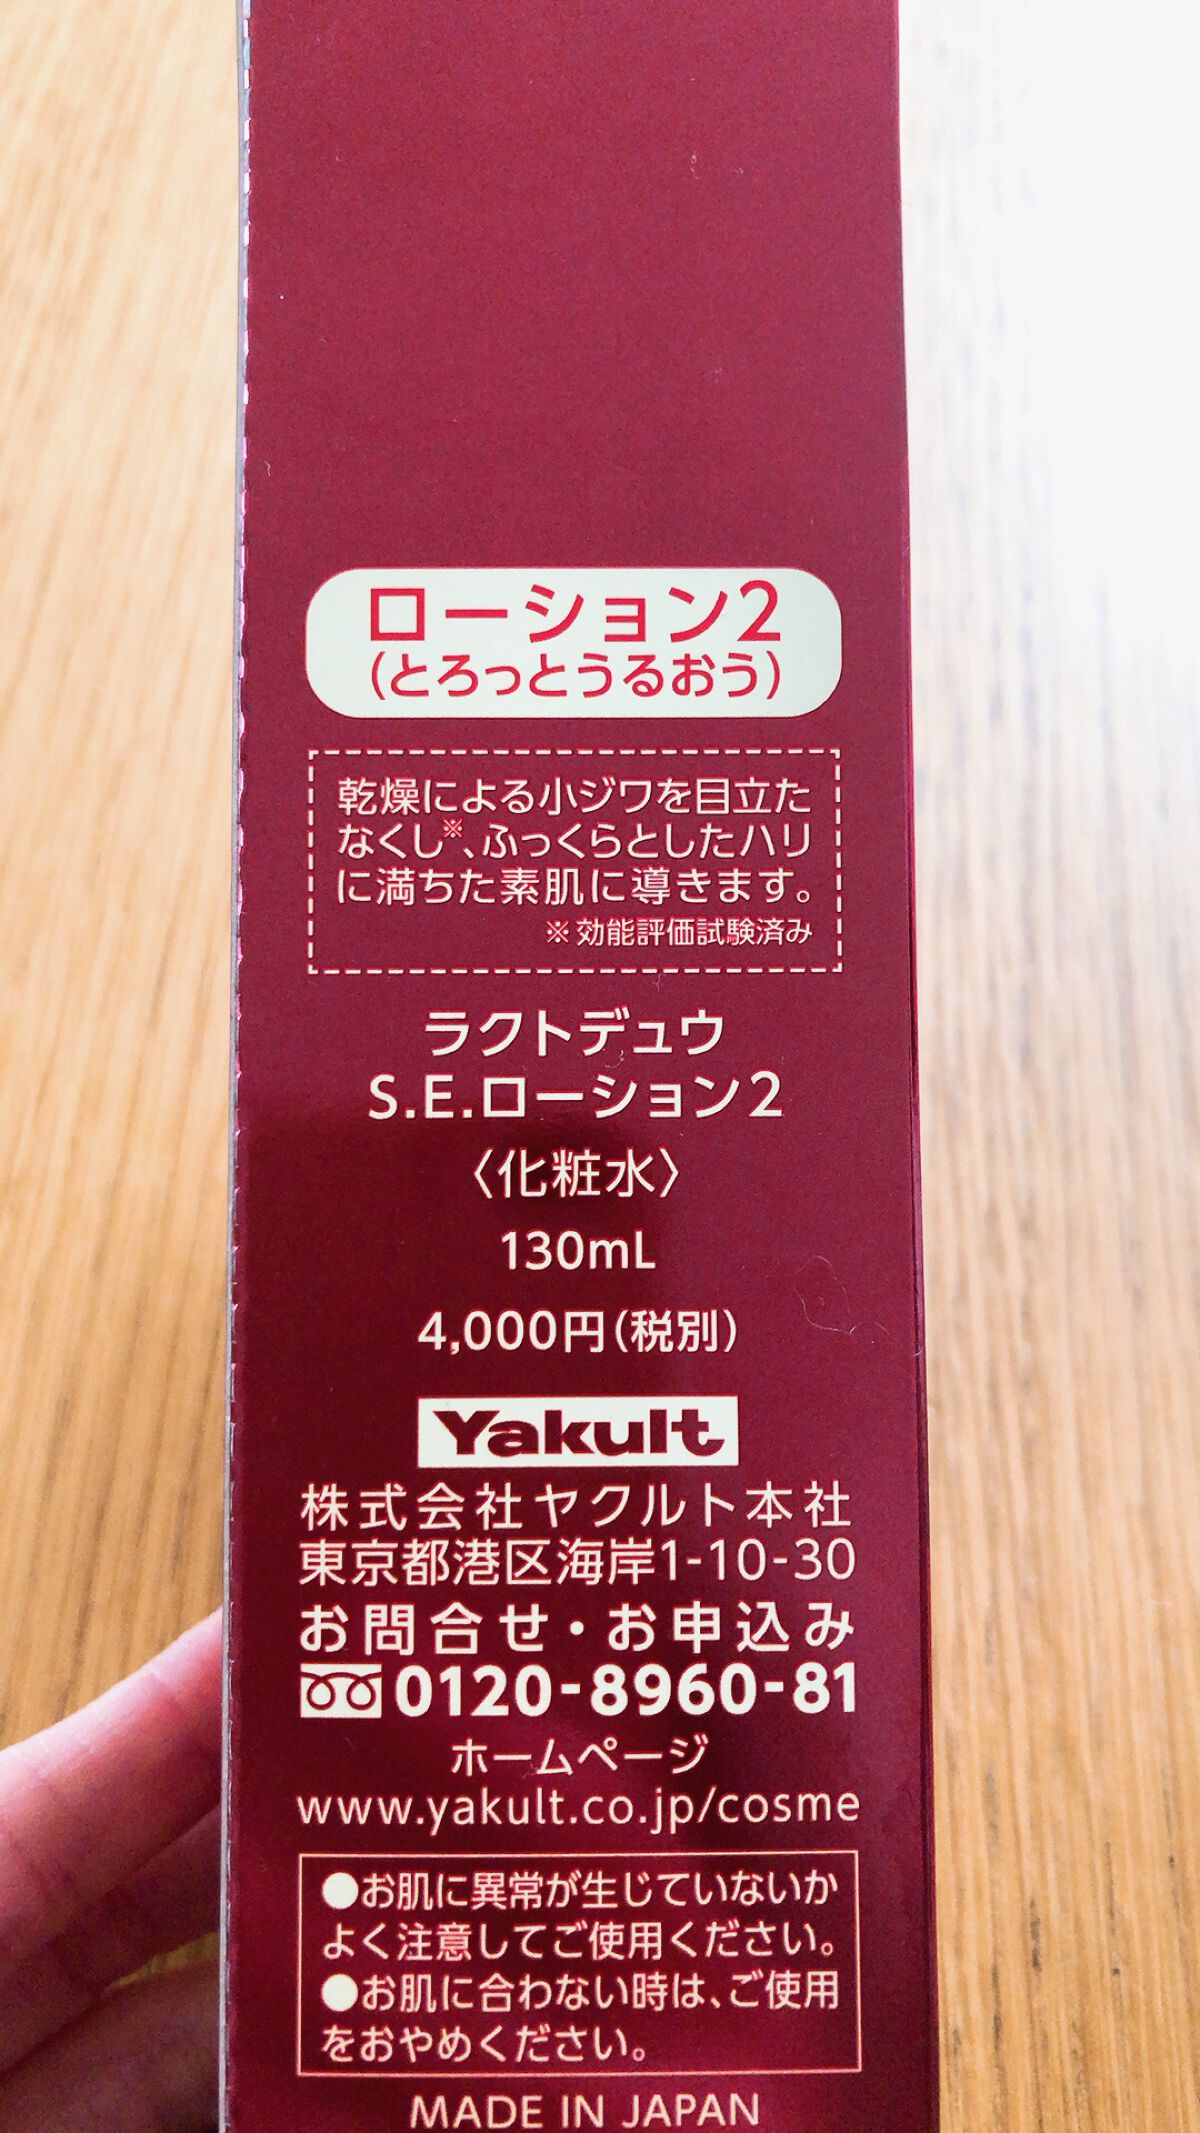 ローション2
(とろっとうるおう)
乾燥による小ジワを目立た
なくし※、ふっくらとしたハリ
に満ちた素肌に導きます。
※効能評価試験済み
ラクトデュウ
S.E.ローション2
〈化粧水〉
130mL
4,000円(税別)
Yakult
株式会社ヤクルト本社
東京都港区海岸1-10-30
お問合せ・お申込み
0120-8960-81
ホームページ
www.yakult.co.jp/cosme
●お肌に異常が生じていないか
よく注意してご使用ください。
●お肌に合わない時は、ご使用
をおやめください。
MADE IN JAPAN